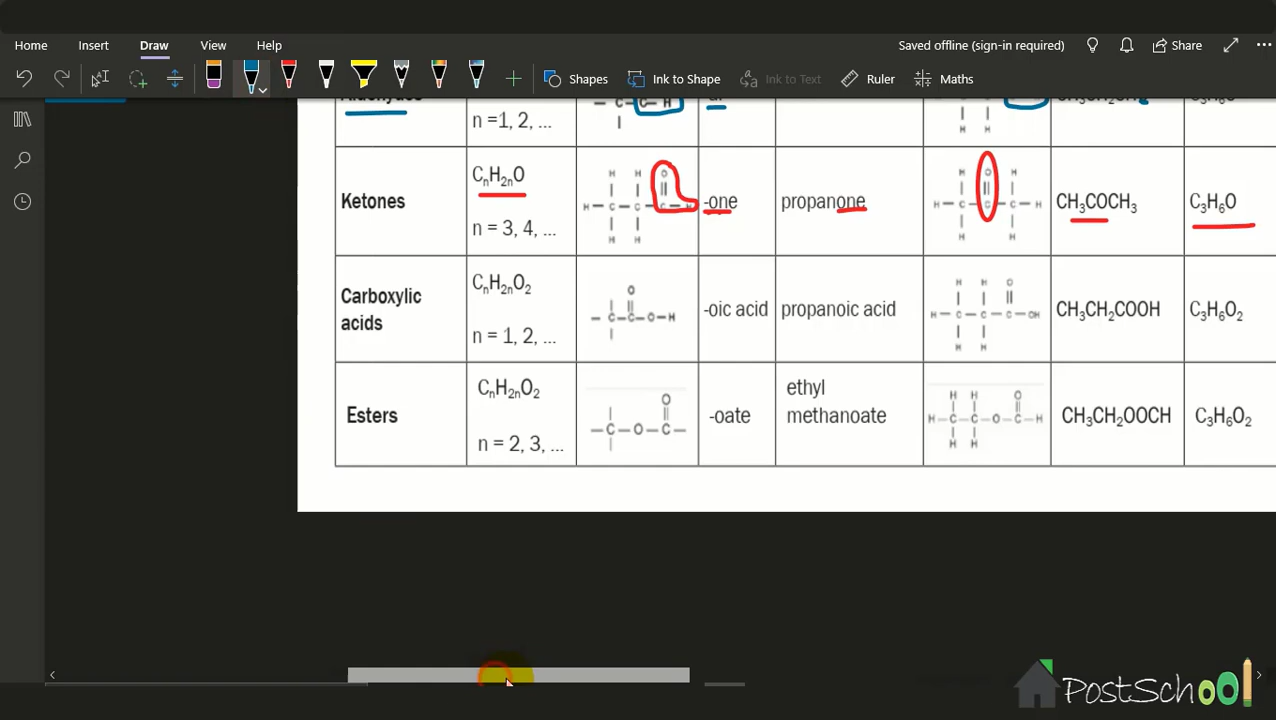 Home Insert Draw View Help Saved offline (sign-in required) Share
Shapes Ink to Shape Ink to Text Ruler Maths
Aldehydes
n =1, 2, ...
Ketones
CₙH₂ₙO
n = 3, 4, ...
-one
propanone
CH₃COCH₃
C₃H₆O
Carboxylic
acids
CₙH₂ₙO₂
n = 1, 2, ...
-oic acid
propanoic acid
CH₃CH₂COOH
C₃H₆O₂
Esters
CₙH₂ₙO₂
n = 2, 3, ...
-oate
ethyl
methanoate
CH₃CH₂OOCH
C₃H₆O₂
PostSchool